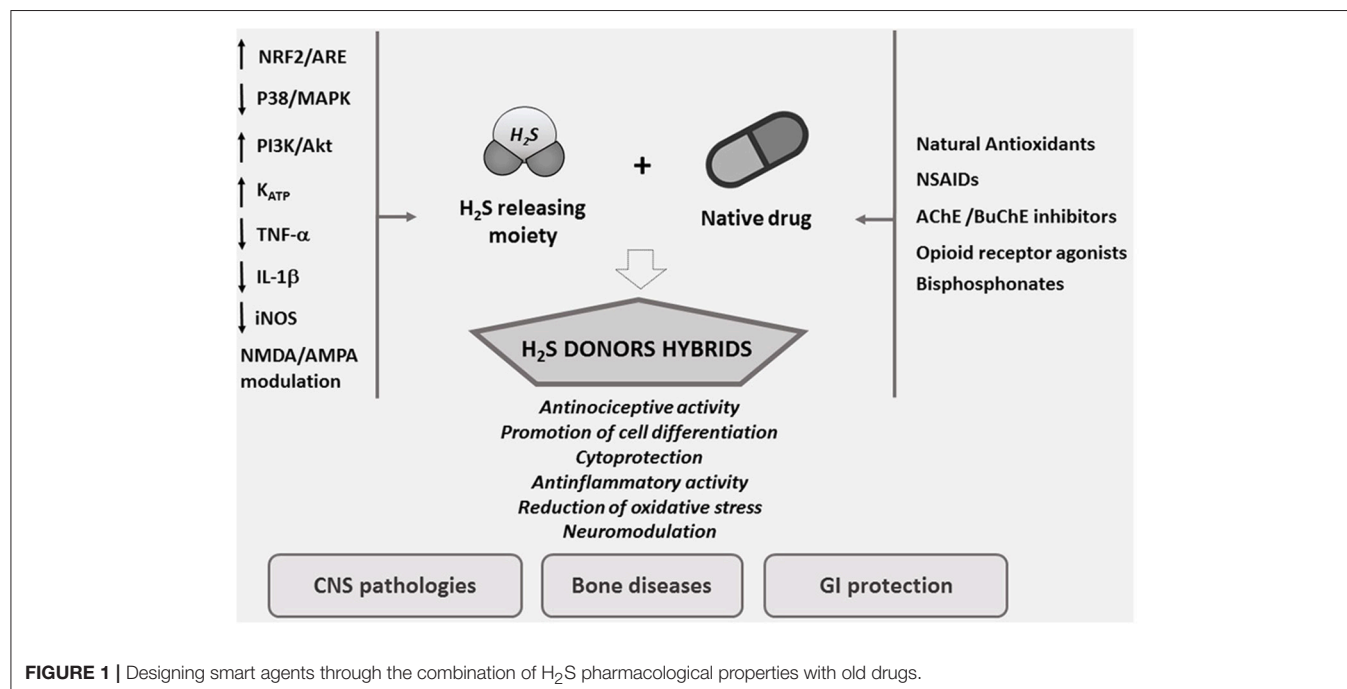 ↑ NRF2/ARE
↓ P38/MAPK
↑ PI3K/Akt
↑ K_ATP
↓ TNF-α
↓ IL-1β
↓ iNOS
NMDA/AMPA
modulation
H₂S
H₂S releasing
moiety
+
Native drug
Natural Antioxidants
NSAIDs
AChE /BuChE inhibitors
Opioid receptor agonists
Bisphosphonates
H₂S DONORS HYBRIDS
Antinociceptive activity
Promotion of cell differentiation
Cytoprotection
Antinflammatory activity
Reduction of oxidative stress
Neuromodulation
CNS pathologies
Bone diseases
GI protection
FIGURE 1 | Designing smart agents through the combination of H₂S pharmacological properties with old drugs.